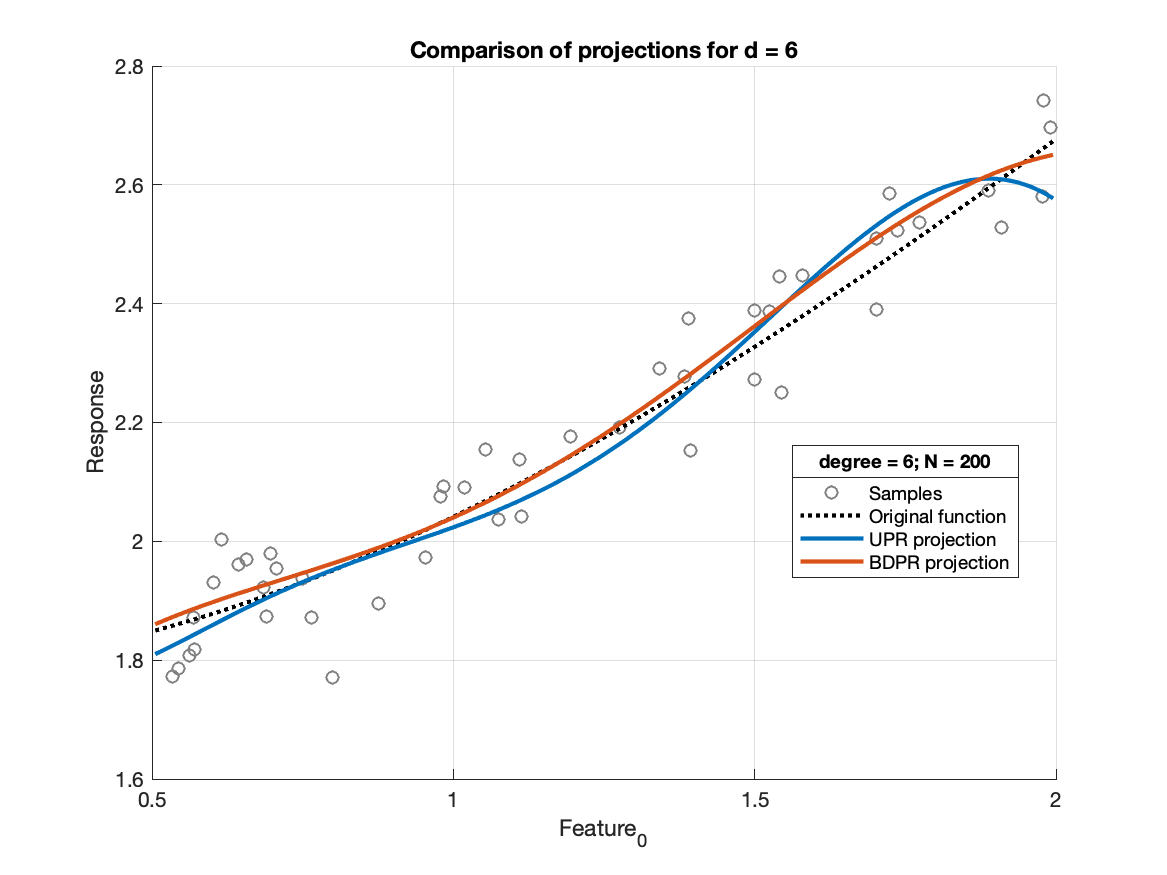 Comparison of projections for d = 6
2.8
2.6
2.4
2.2
2
1.8
1.6
Response
degree = 6; N = 200
Samples
Original function
UPR projection
BDPR projection
0.5
1
1.5
2
Feature0